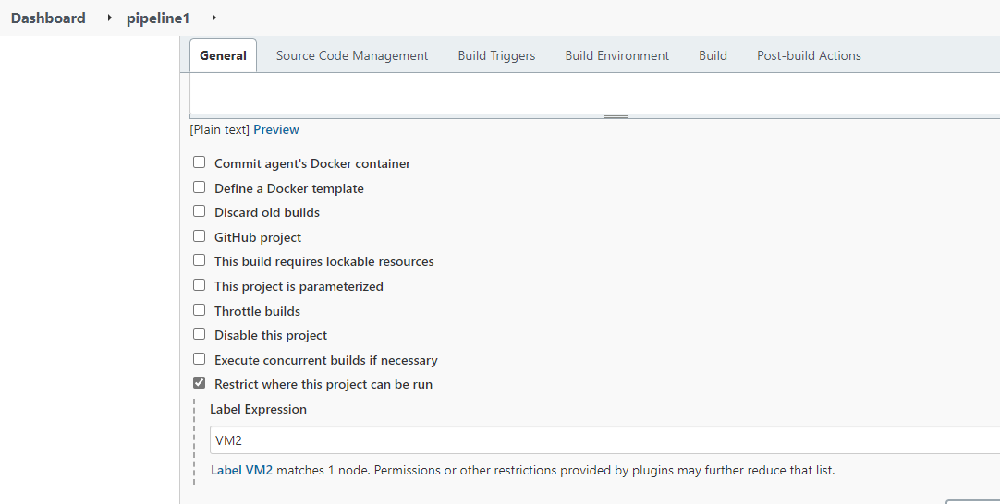 Dashboard pipeline1
General Source Code Management Build Triggers Build Environment Build Post-build Actions
[Plain text] Preview
Commit agent's Docker container
Define a Docker template
Discard old builds
GitHub project
This build requires lockable resources
This project is parameterized
Throttle builds
Disable this project
Execute concurrent builds if necessary
Restrict where this project can be run
Label Expression
VM2
Label VM2 matches 1 node. Permissions or other restrictions provided by plugins may further reduce that list.